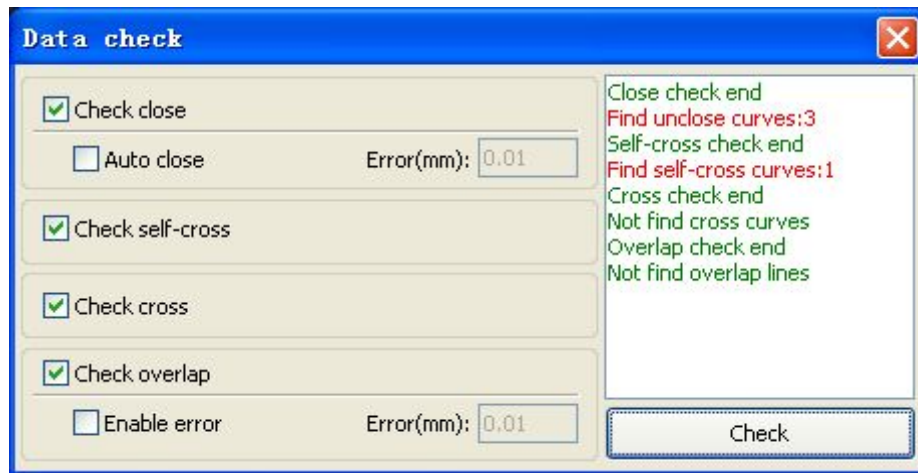 Data check
Check close
Auto close Error(mm): 0.01
Check self-cross
Check cross
Check overlap
Enable error Error(mm): 0.01
Close check end
Find unclose curves:3
Self-cross check end
Find self-cross curves:1
Cross check end
Not find cross curves
Overlap check end
Not find overlap lines
Check